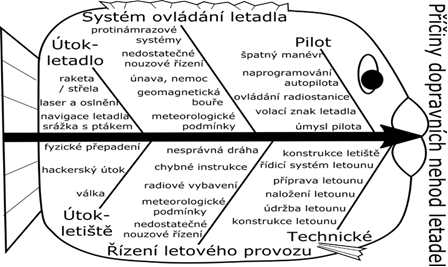 Systém ovládání letadla
protinámrazové
systémy
nedostatečné
nouzové řízení
únava, nemoc
geomagnetická
bouře
meteorologické
podmínky
Útok-
letadlo
raketa
/ střela
laser a oslnění
navigace letadla
srážka s ptákem
Pilot
špatný manévr
naprogramování
autopilota
ovládání radiostanice
volací znak letadla
úmysl pilota
fyzické přepadení
hackerský útok
válka
Útok-
letiště
nesprávná dráha
chybné instrukce
radiové vybavení
meteorologické
podmínky
nedostatečné
nouzové řízení
Řízení letového provozu
konstrukce letiště
řídicí systém letounu
příprava letounu
naložení letounu
údržba letounu
konstrukce letounu
Technické
Příčiny dopravních nehod letadel